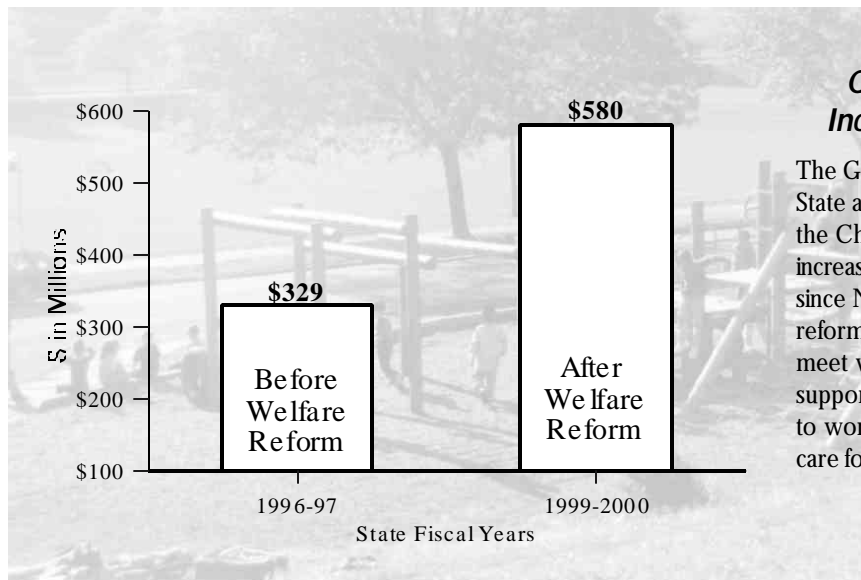 $600
$500
$400
$300
$200
$100
$ in Millions
$329
$580
Before
Welfare
Reform
After
Welfare
Reform
1996-97
1999-2000
State Fiscal Years
The
State
the
increas
since
reform
meet
suppor
to wor
care fo